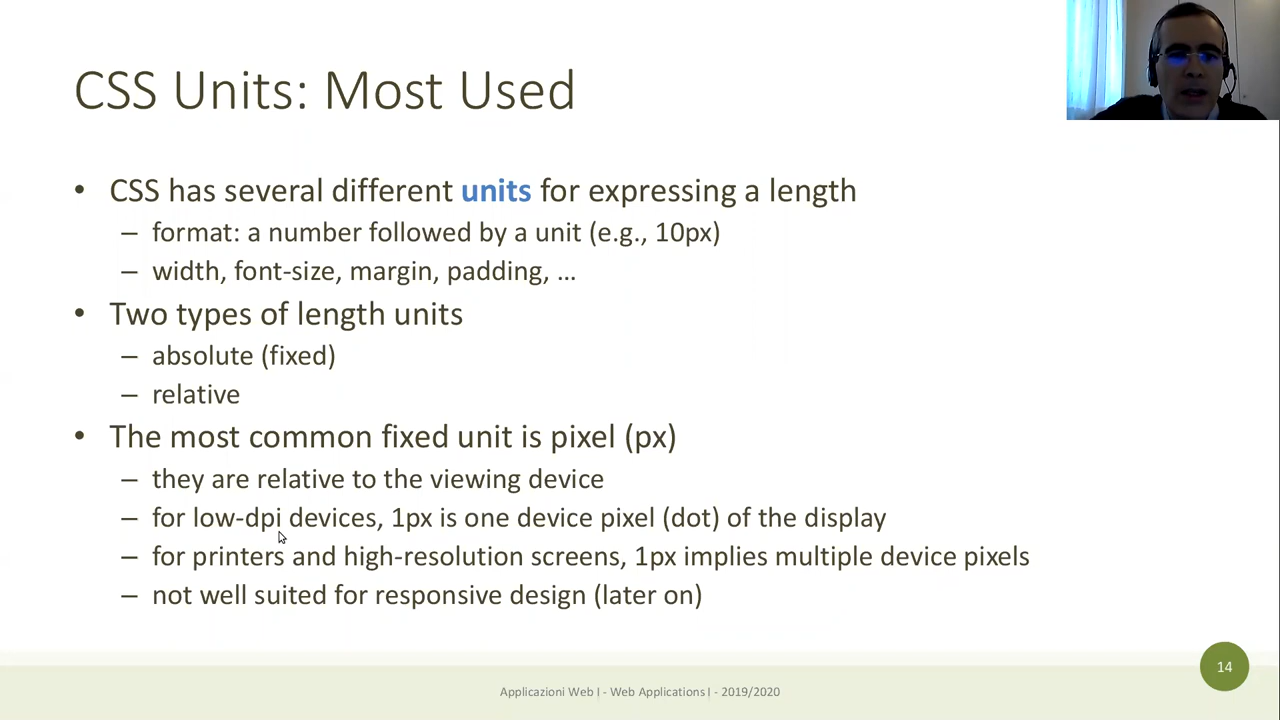 CSS Units: Most Used
• CSS has several different units for expressing a length
– format: a number followed by a unit (e.g., 10px)
– width, font-size, margin, padding, …
• Two types of length units
– absolute (fixed)
– relative
• The most common fixed unit is pixel (px)
– they are relative to the viewing device
– for low-dpi devices, 1px is one device pixel (dot) of the display
– for printers and high-resolution screens, 1px implies multiple device pixels
– not well suited for responsive design (later on)
14
Applicazioni Web I - Web Applications I - 2019/2020